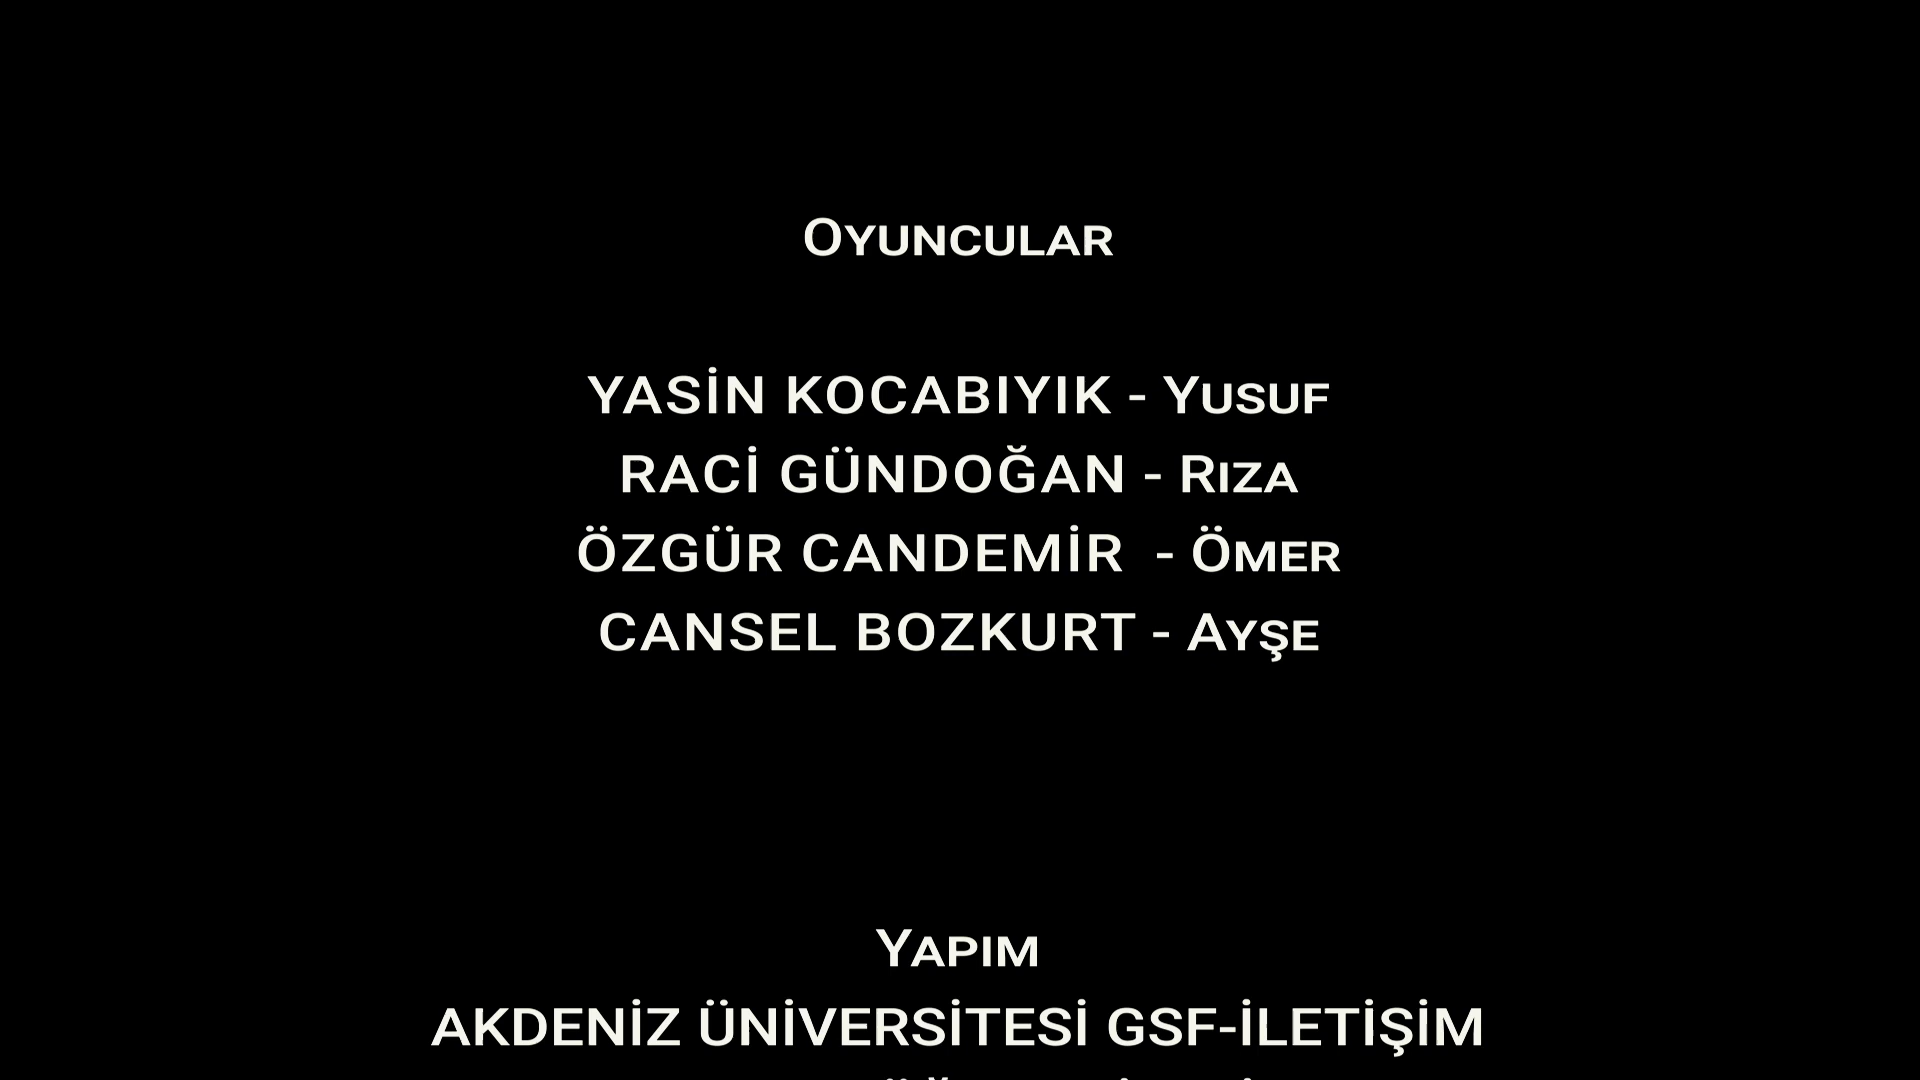 Oyuncular
YASİN KOCABIYIK - Yusuf
RACİ GÜNDOĞAN - Rıza
ÖZGÜR CANDEMİR - Ömer
CANSEL BOZKURT - Ayşe
Yapım
AKDENİZ ÜNİVERSİTESİ GSF-İLETİŞİM